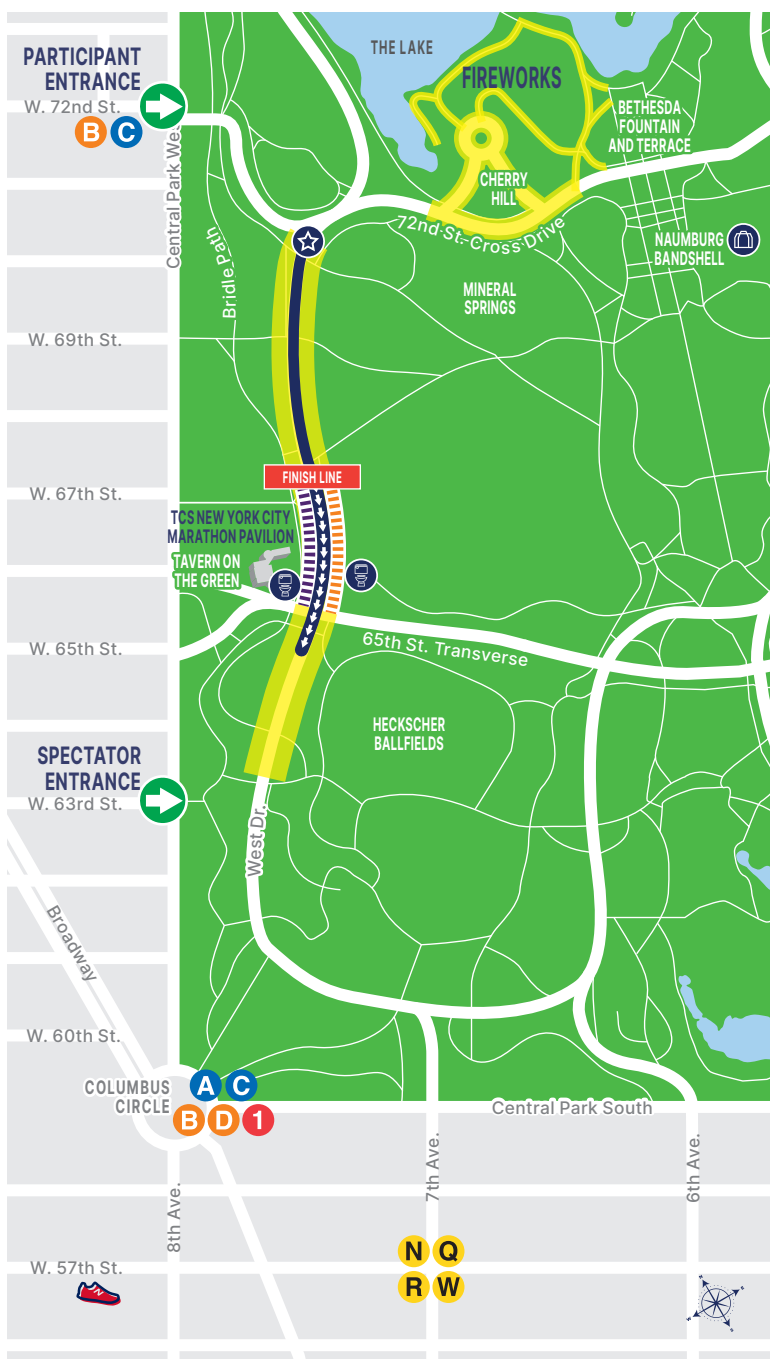 THE LAKE
PARTICIPANT
ENTRANCE
FIREWORKS
W. 72nd St.
B C
BETHESDA
FOUNTAIN
AND TERRACE
Central Park Wes
CHERRY
HILL
72nd St. Cross Drive
NAUMBURG
BANDSHELL
Bridle Path
MINERAL
SPRINGS
W. 69th St.
FINISH LINE
W. 67th St.
TCS NEW YORK CITY
MARATHON PAVILION
TAVERN ON
THE GREEN
65th St. Transverse
W. 65th St.
HECKSCHER
BALLFIELDS
SPECTATOR
ENTRANCE
W. 63rd St.
West Dr.
Broadway
W. 60th St.
COLUMBUS
CIRCLE
A C
B D 1
Central Park South
8th Ave.
7th Ave.
6th Ave.
N Q
R W
W. 57th St.
N